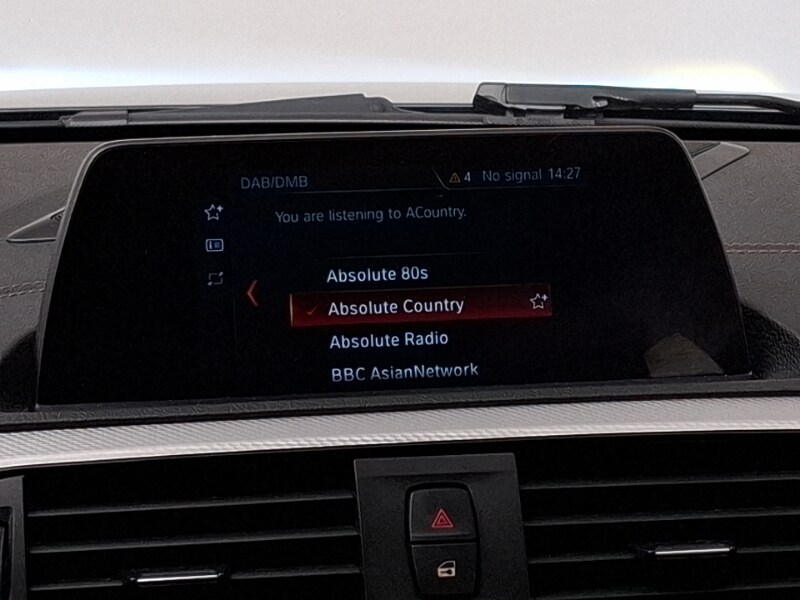 DAB/DMB 4 No signal 14:27
You are listening to ACountry.
Absolute 80s
Absolute Country
Absolute Radio
BBC AsianNetwork